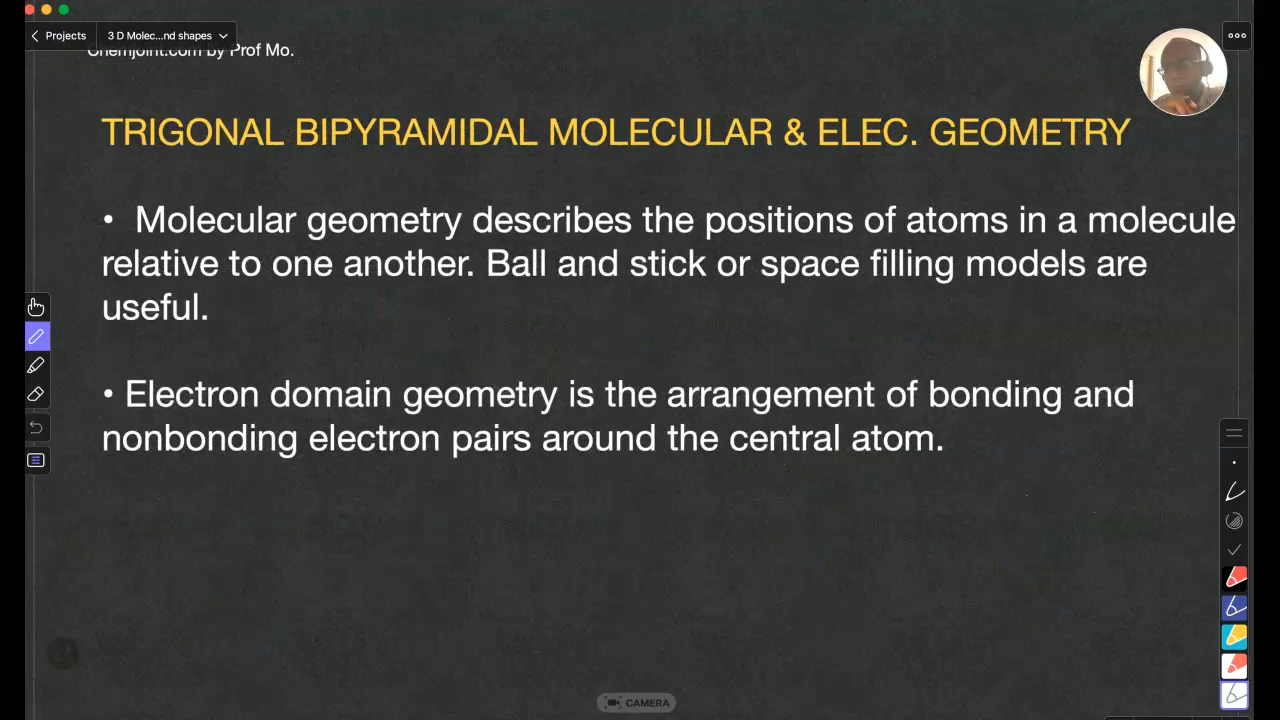 Projects
3 D Molec...nd shapes
Chemjoint.com by Prof Mo.
TRIGONAL BIPYRAMIDAL MOLECULAR & ELEC. GEOMETRY
• Molecular geometry describes the positions of atoms in a molecule
relative to one another. Ball and stick or space filling models are
useful.
• Electron domain geometry is the arrangement of bonding and
nonbonding electron pairs around the central atom.
CAMERA